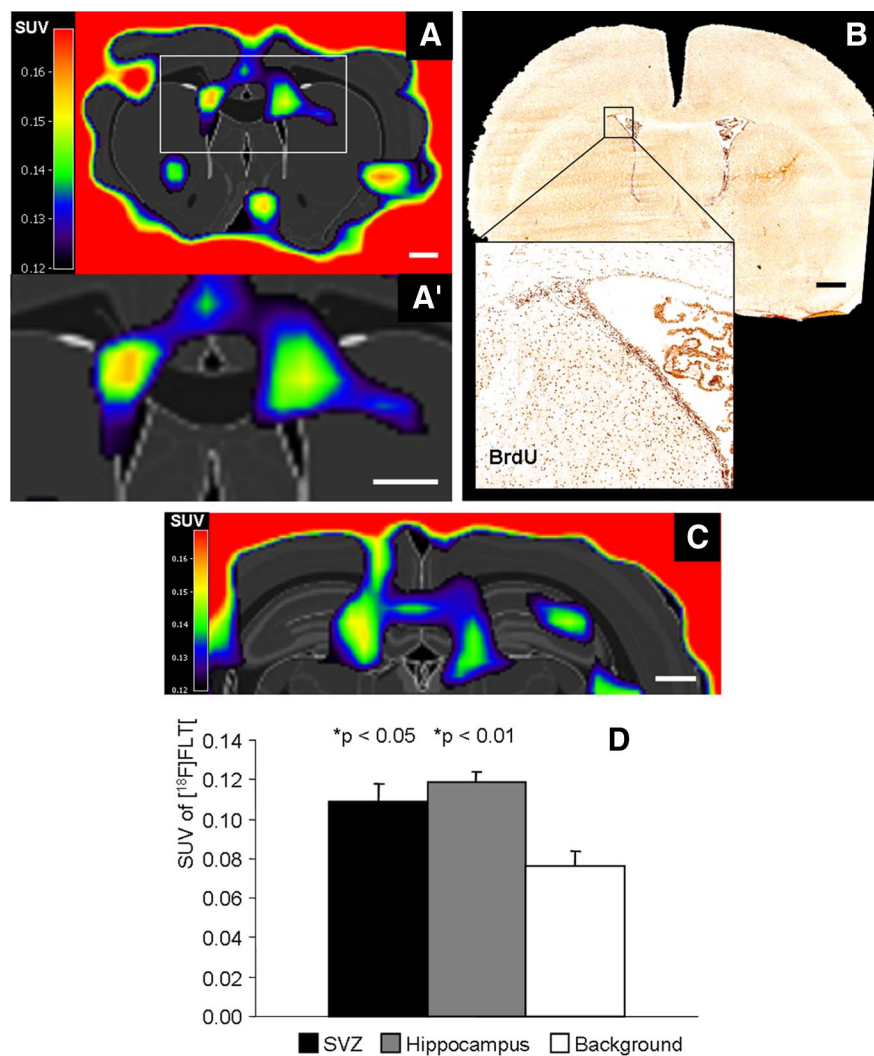 SUV
A
0.16
0.15
0.14
0.13
0.12
A'
B
BrdU
SUV
C
0.16
0.15
0.14
0.13
0.12
D
*p < 0.05 *p < 0.01
SUV of [¹⁸F]FLT[
0.14
0.12
0.10
0.08
0.06
0.04
0.02
0.00
SVZ Hippocampus Background